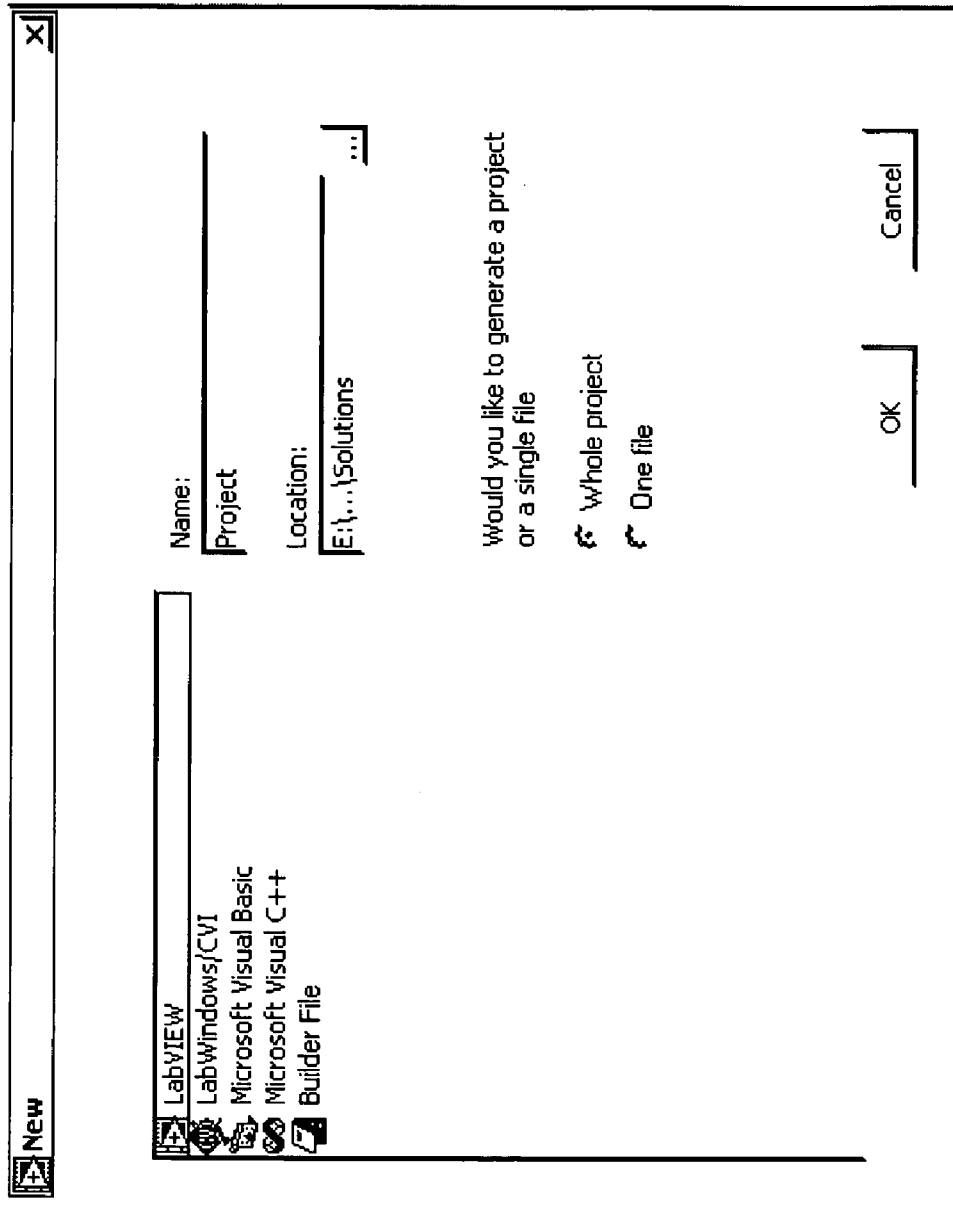 New
LabVIEW
LabWindows/CVI
Microsoft Visual Basic
Microsoft Visual C++
Builder File
Name:
Project
Location:
E:\...\Solutions
...
Would you like to generate a project
or a single file
Whole project
One file
OK
Cancel